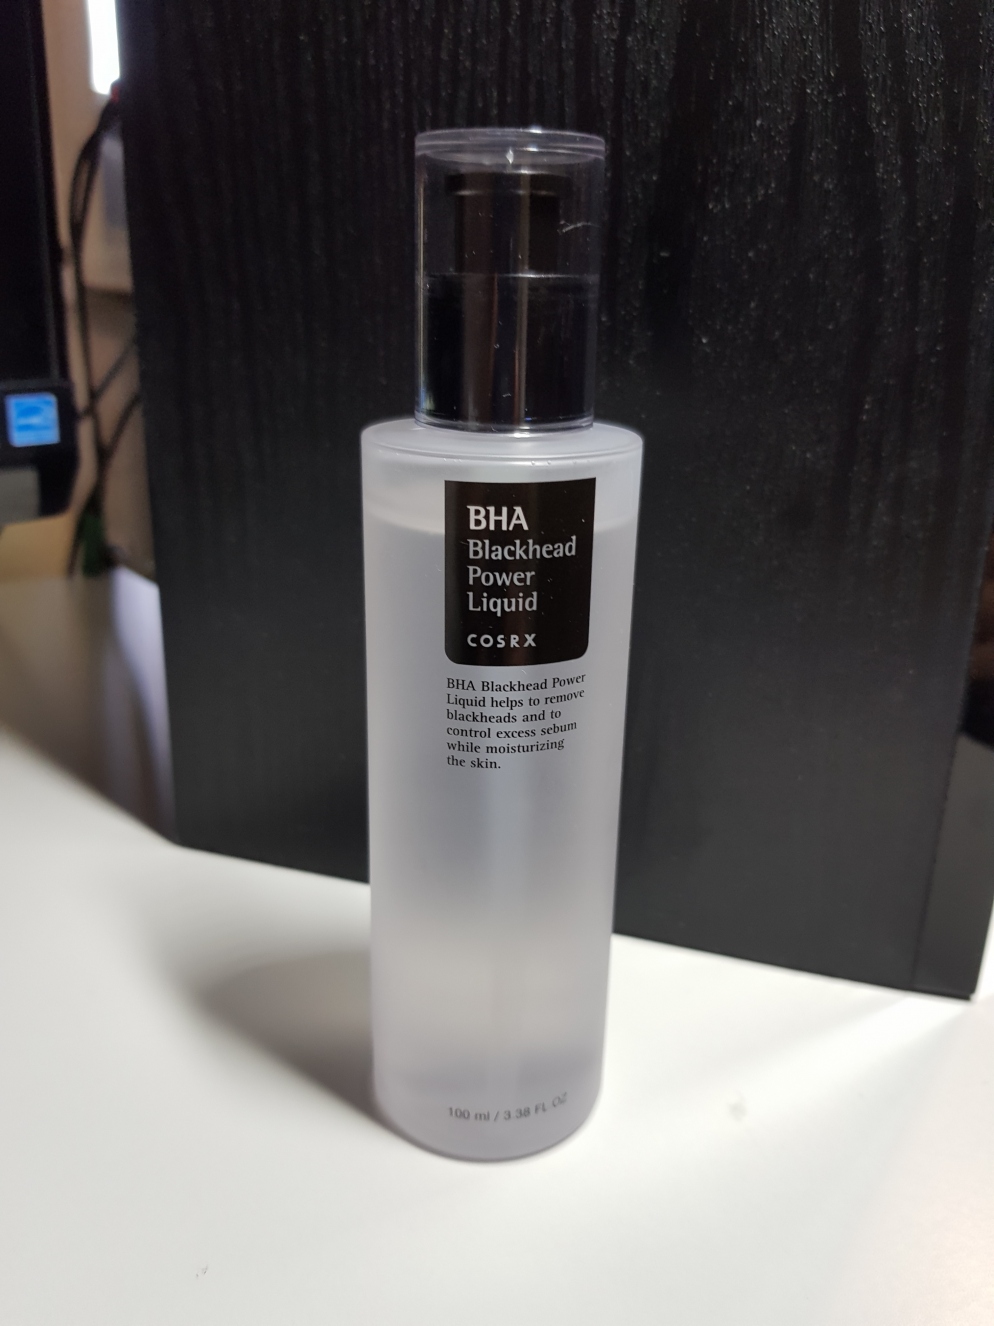 BHA
Blackhead
Power
Liquid
COSRX
BHA Blackhead Power
Liquid helps to remove
blackheads and to
control excess sebum
while moisturizing
the skin.
100 ml / 3.38 FL.OZ